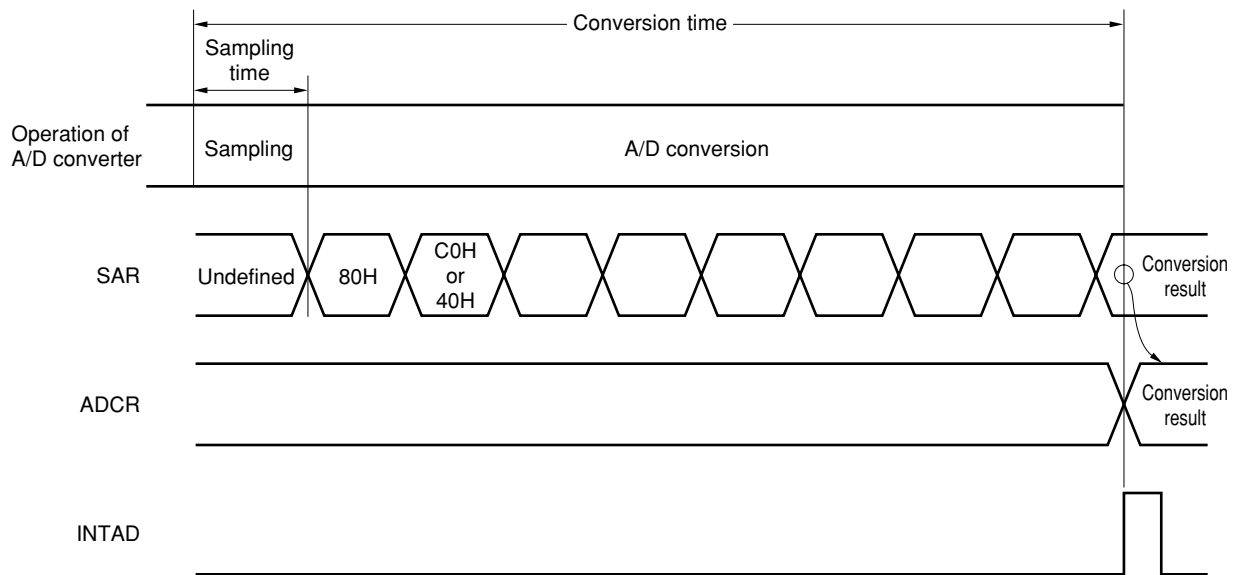 Conversion time
Sampling
time
Operation of
A/D converter
Sampling
A/D conversion
SAR
Undefined
80H
C0H
or
40H
Conversion
result
ADCR
Conversion
result
INTAD